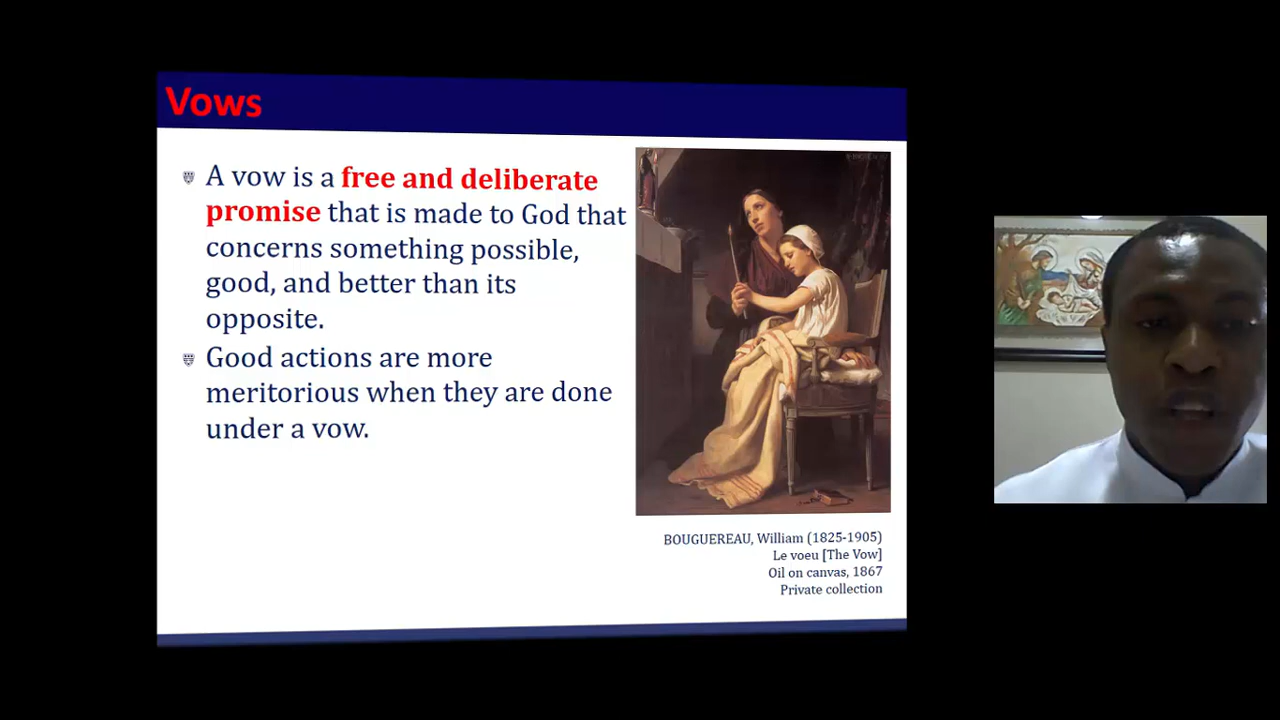 Vows
A vow is a free and deliberate
promise that is made to God that
concerns something possible,
good, and better than its
opposite.
Good actions are more
meritorious when they are done
under a vow.
BOUGUEREAU, William (1825-1905)
Le voeu [The Vow]
Oil on canvas, 1867
Private collection